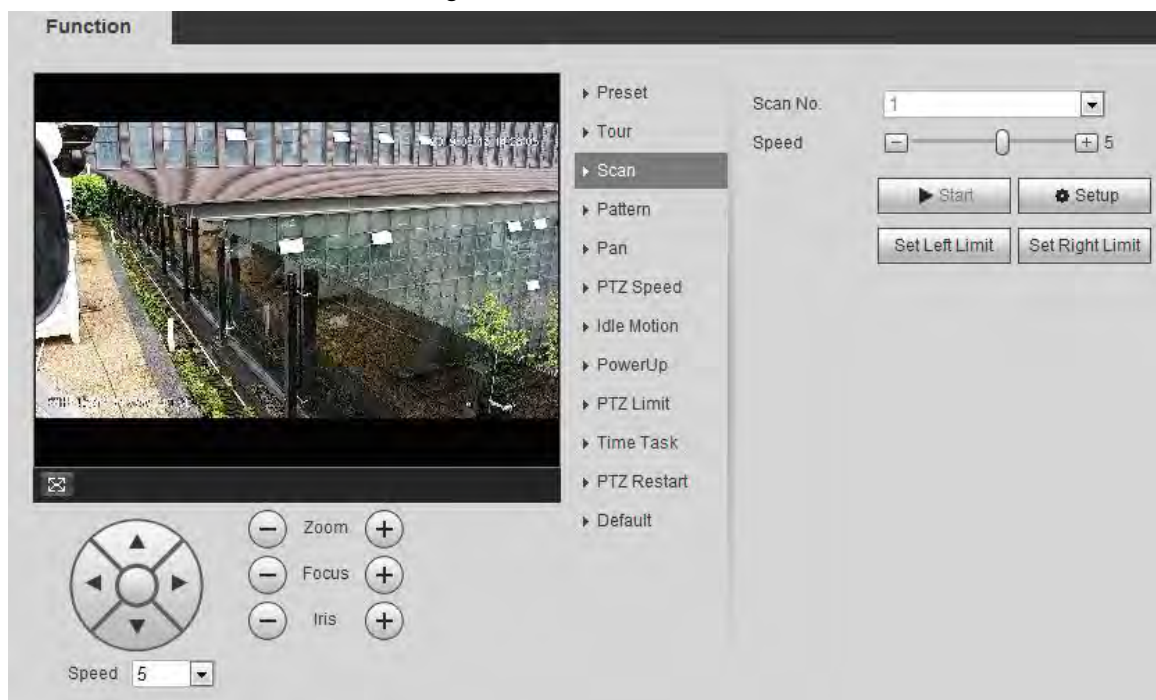 Function
Preset
Tour
Scan
Pattern
Pan
PTZ Speed
Idle Motion
PowerUp
PTZ Limit
Time Task
PTZ Restart
Default
Scan No. 1
Speed 5
Start Setup
Set Left Limit Set Right Limit
Zoom
Focus
Iris
Speed 5